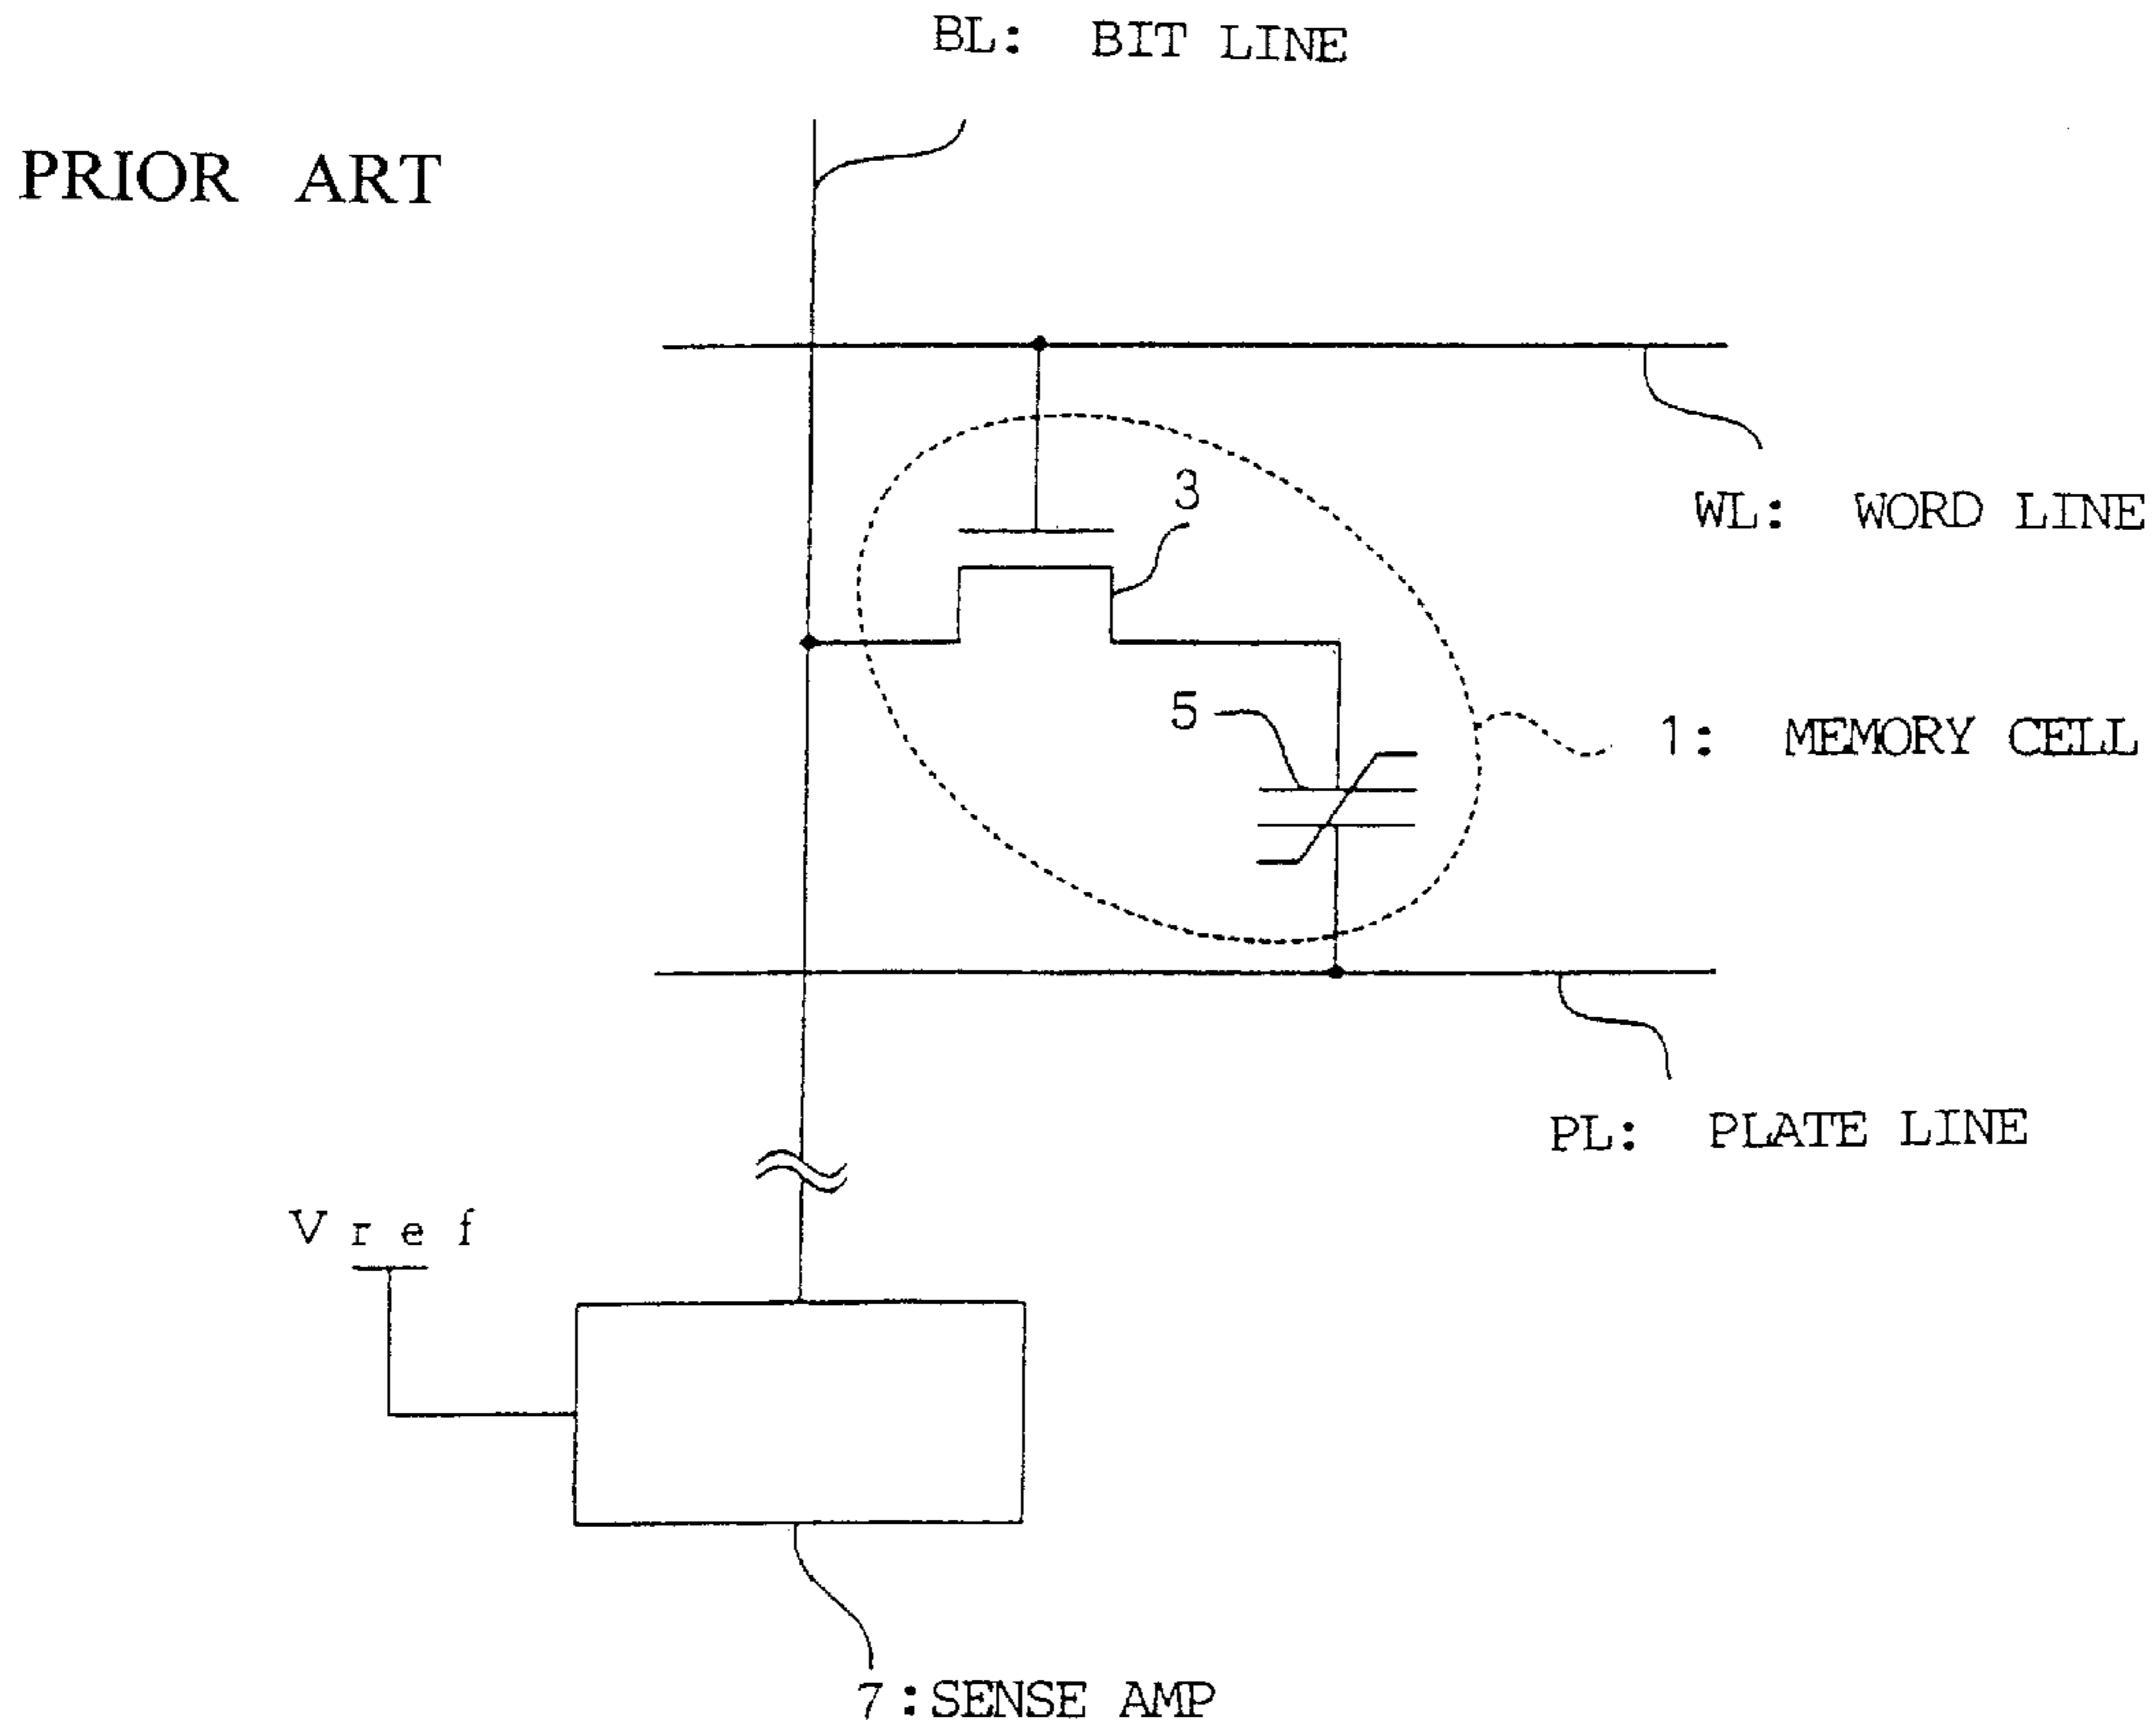 BL: BIT LINE
PRIOR ART
3
WL: WORD LINE
5
1: MEMORY CELL
PL: PLATE LINE
Vref
7:SENSE AMP